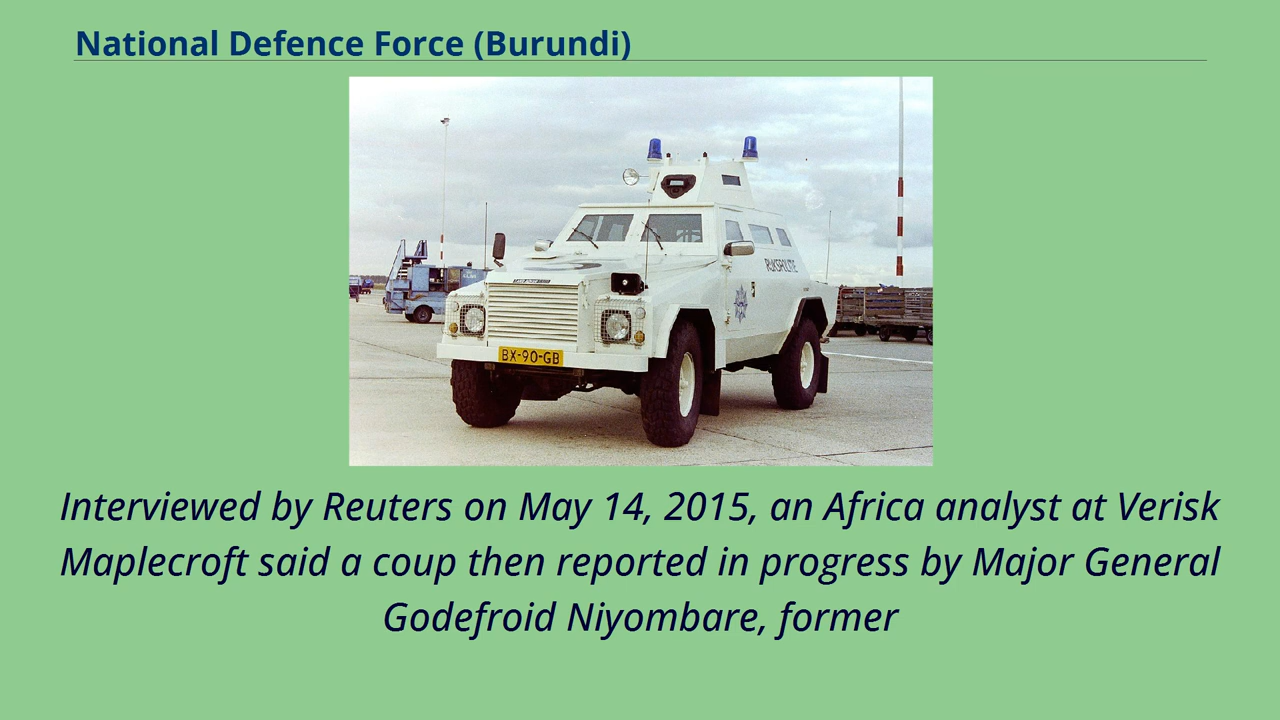 National Defence Force (Burundi)
RIJKSPOLITIE
BX-90-GB
Interviewed by Reuters on May 14, 2015, an Africa analyst at Verisk
Maplecroft said a coup then reported in progress by Major General
Godefroid Niyombare, former